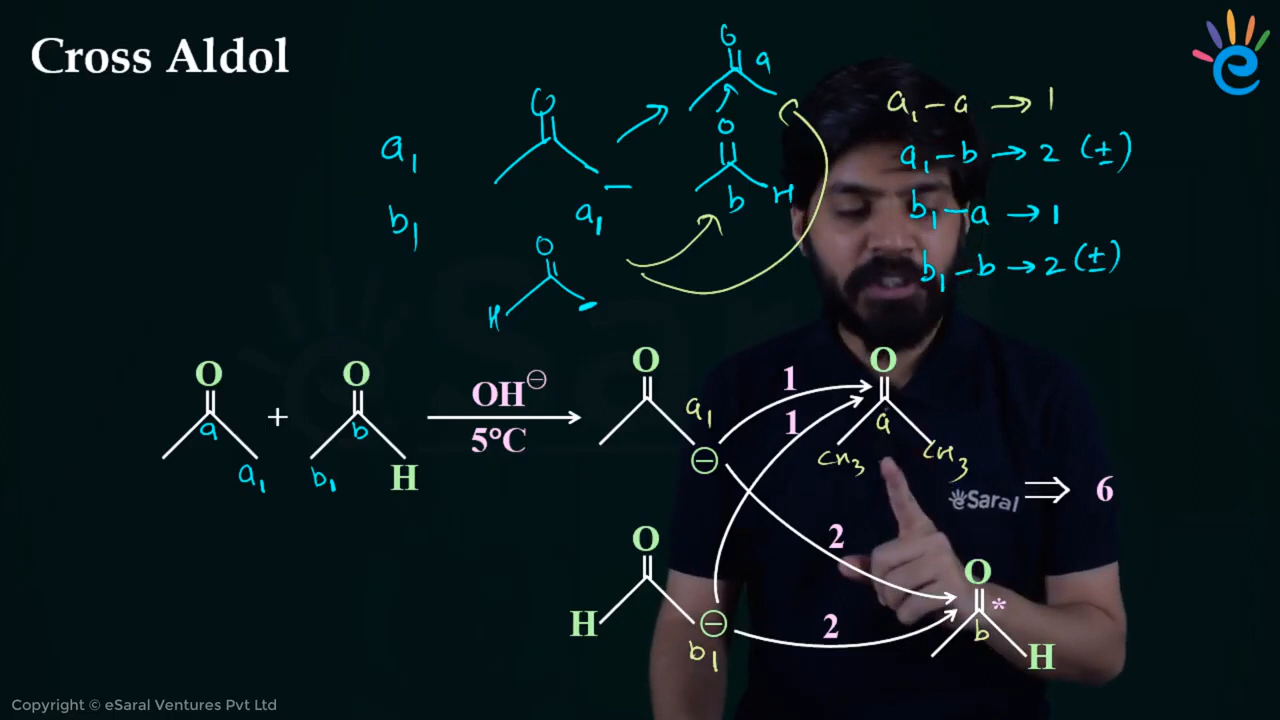 Cross Aldol
O
a
O
a₁
a₁
O
b
H
b₁
O
H
a₁ – a → 1
a₁ – b → 2 (±)
b₁ – a → 1
b₁ – b → 2 (±)
O
a
a₁
+
O
b
b₁
H
OH⊖
5°C
O
a₁
⊖
1
1
O
a
CH₃
CH₃
eSaral
⇒ 6
2
O
H
⊖
b₁
2
O
*
b
H
Copyright © eSaral Ventures Pvt Ltd